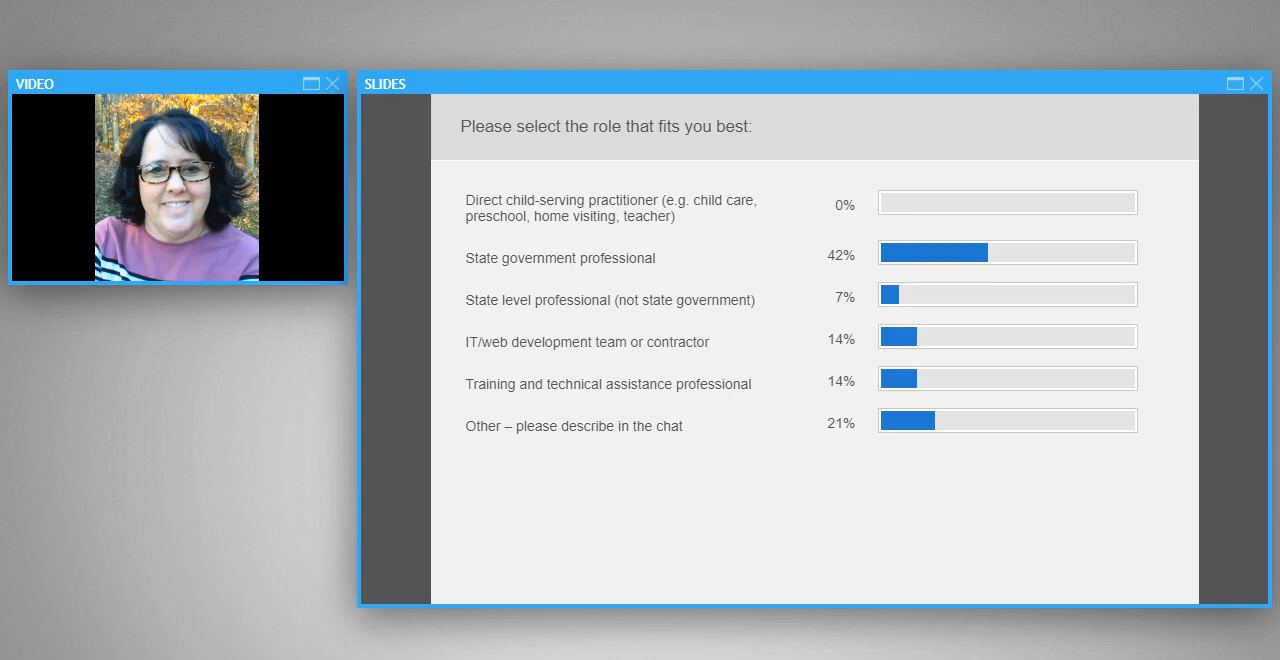 VIDEO
SLIDES
Please select the role that fits you best:
Direct child-serving practitioner (e.g. child care,
preschool, home visiting, teacher)
0%
State government professional
42%
State level professional (not state government)
7%
IT/web development team or contractor
14%
Training and technical assistance professional
14%
Other – please describe in the chat
21%